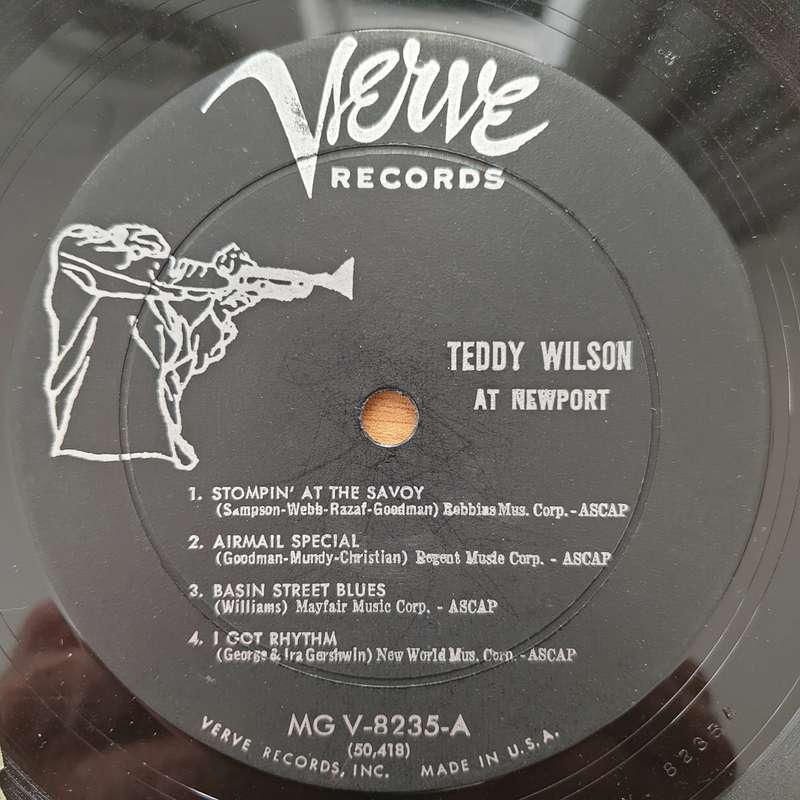 Verve
RECORDS
TEDDY WILSON
AT NEWPORT
1. STOMPIN' AT THE SAVOY
(Sampson-Webb-Razaf-Goodman) Robbins Mus. Corp. - ASCAP
2. AIRMAIL SPECIAL
(Goodman-Mundy-Christian) Regent Music Corp. - ASCAP
3. BASIN STREET BLUES
(Williams) Mayfair Music Corp. - ASCAP
4. I GOT RHYTHM
(George & Ira Gershwin) New World Mus. Corp. - ASCAP
MG V-8235-A
(50,418)
VERVE RECORDS, INC. MADE IN U.S.A.